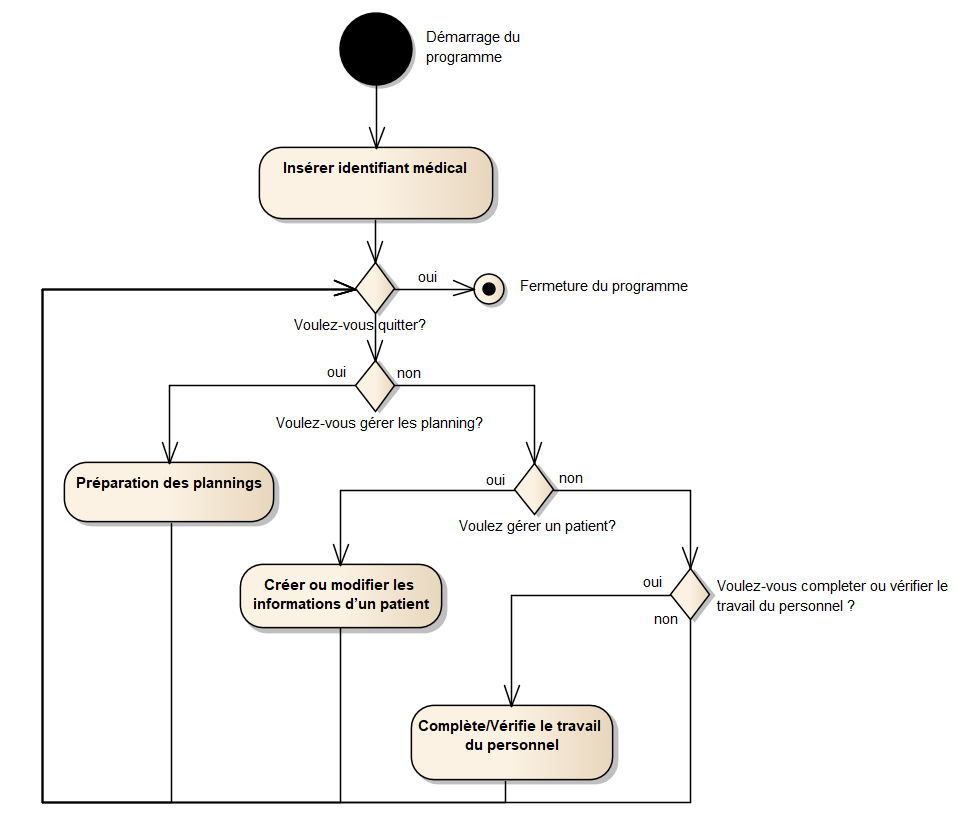 Démarrage du
programme
Insérer identifiant médical
oui
Fermeture du programme
Voulez-vous quitter?
oui
non
Voulez-vous gérer les planning?
Préparation des plannings
oui
non
Voulez gérer un patient?
Créer ou modifier les
informations d'un patient
oui
non
Voulez-vous completer ou vérifier le
travail du personnel ?
Complète/Vérifie le travail
du personnel